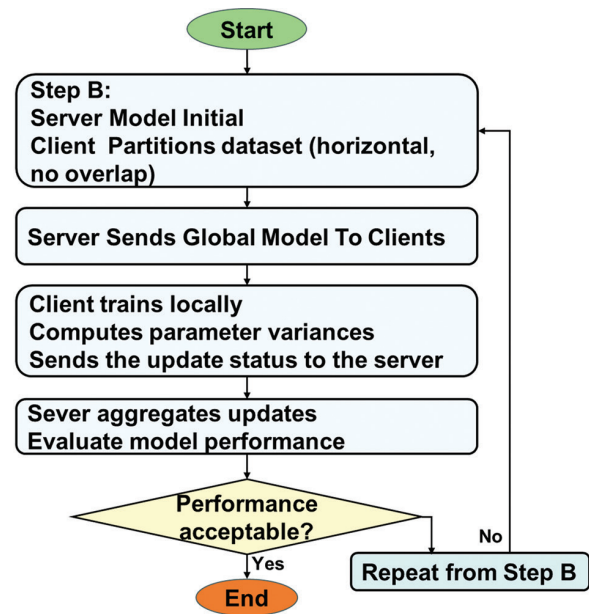 Start
Step B:
Server Model Initial
Client Partitions dataset (horizontal,
no overlap)
Server Sends Global Model To Clients
Client trains locally
Computes parameter variances
Sends the update status to the server
Sever aggregates updates
Evaluate model performance
Performance
acceptable?
No
Yes
Repeat from Step B
End